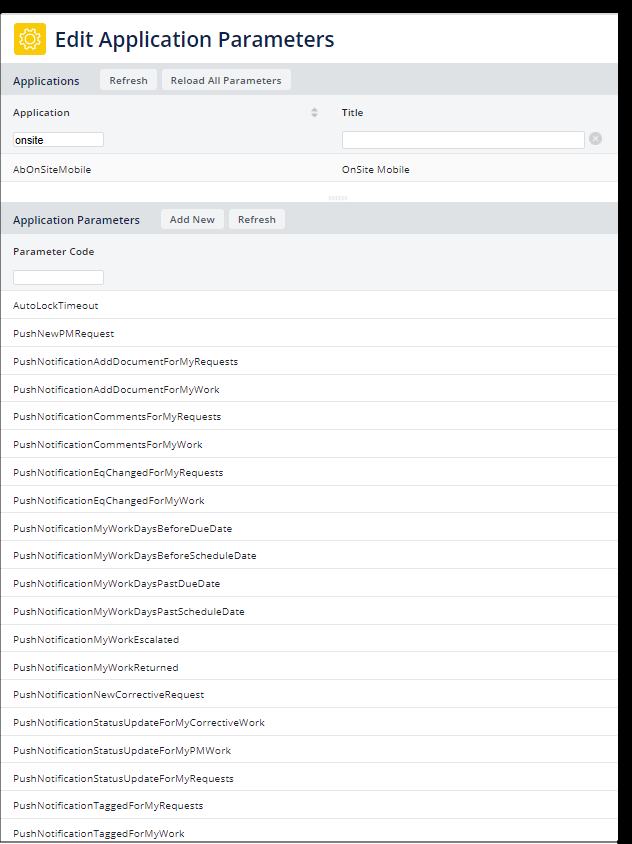 Edit Application Parameters
Applications Refresh Reload All Parameters
Application Title
onsite
AbOnSiteMobile OnSite Mobile
Application Parameters Add New Refresh
Parameter Code
AutoLockTimeout
PushNewPMRequest
PushNotificationAddDocumentForMyRequests
PushNotificationAddDocumentForMyWork
PushNotificationCommentsForMyRequests
PushNotificationCommentsForMyWork
PushNotificationEqChangedForMyRequests
PushNotificationEqChangedForMyWork
PushNotificationMyWorkDaysBeforeDueDate
PushNotificationMyWorkDaysBeforeScheduleDate
PushNotificationMyWorkDaysPastDueDate
PushNotificationMyWorkDaysPastScheduleDate
PushNotificationMyWorkEscalated
PushNotificationMyWorkReturned
PushNotificationNewCorrectiveRequest
PushNotificationStatusUpdateForMyCorrectiveWork
PushNotificationStatusUpdateForMyPMWork
PushNotificationStatusUpdateForMyRequests
PushNotificationTaggedForMyRequests
PushNotificationTaggedForMyWork